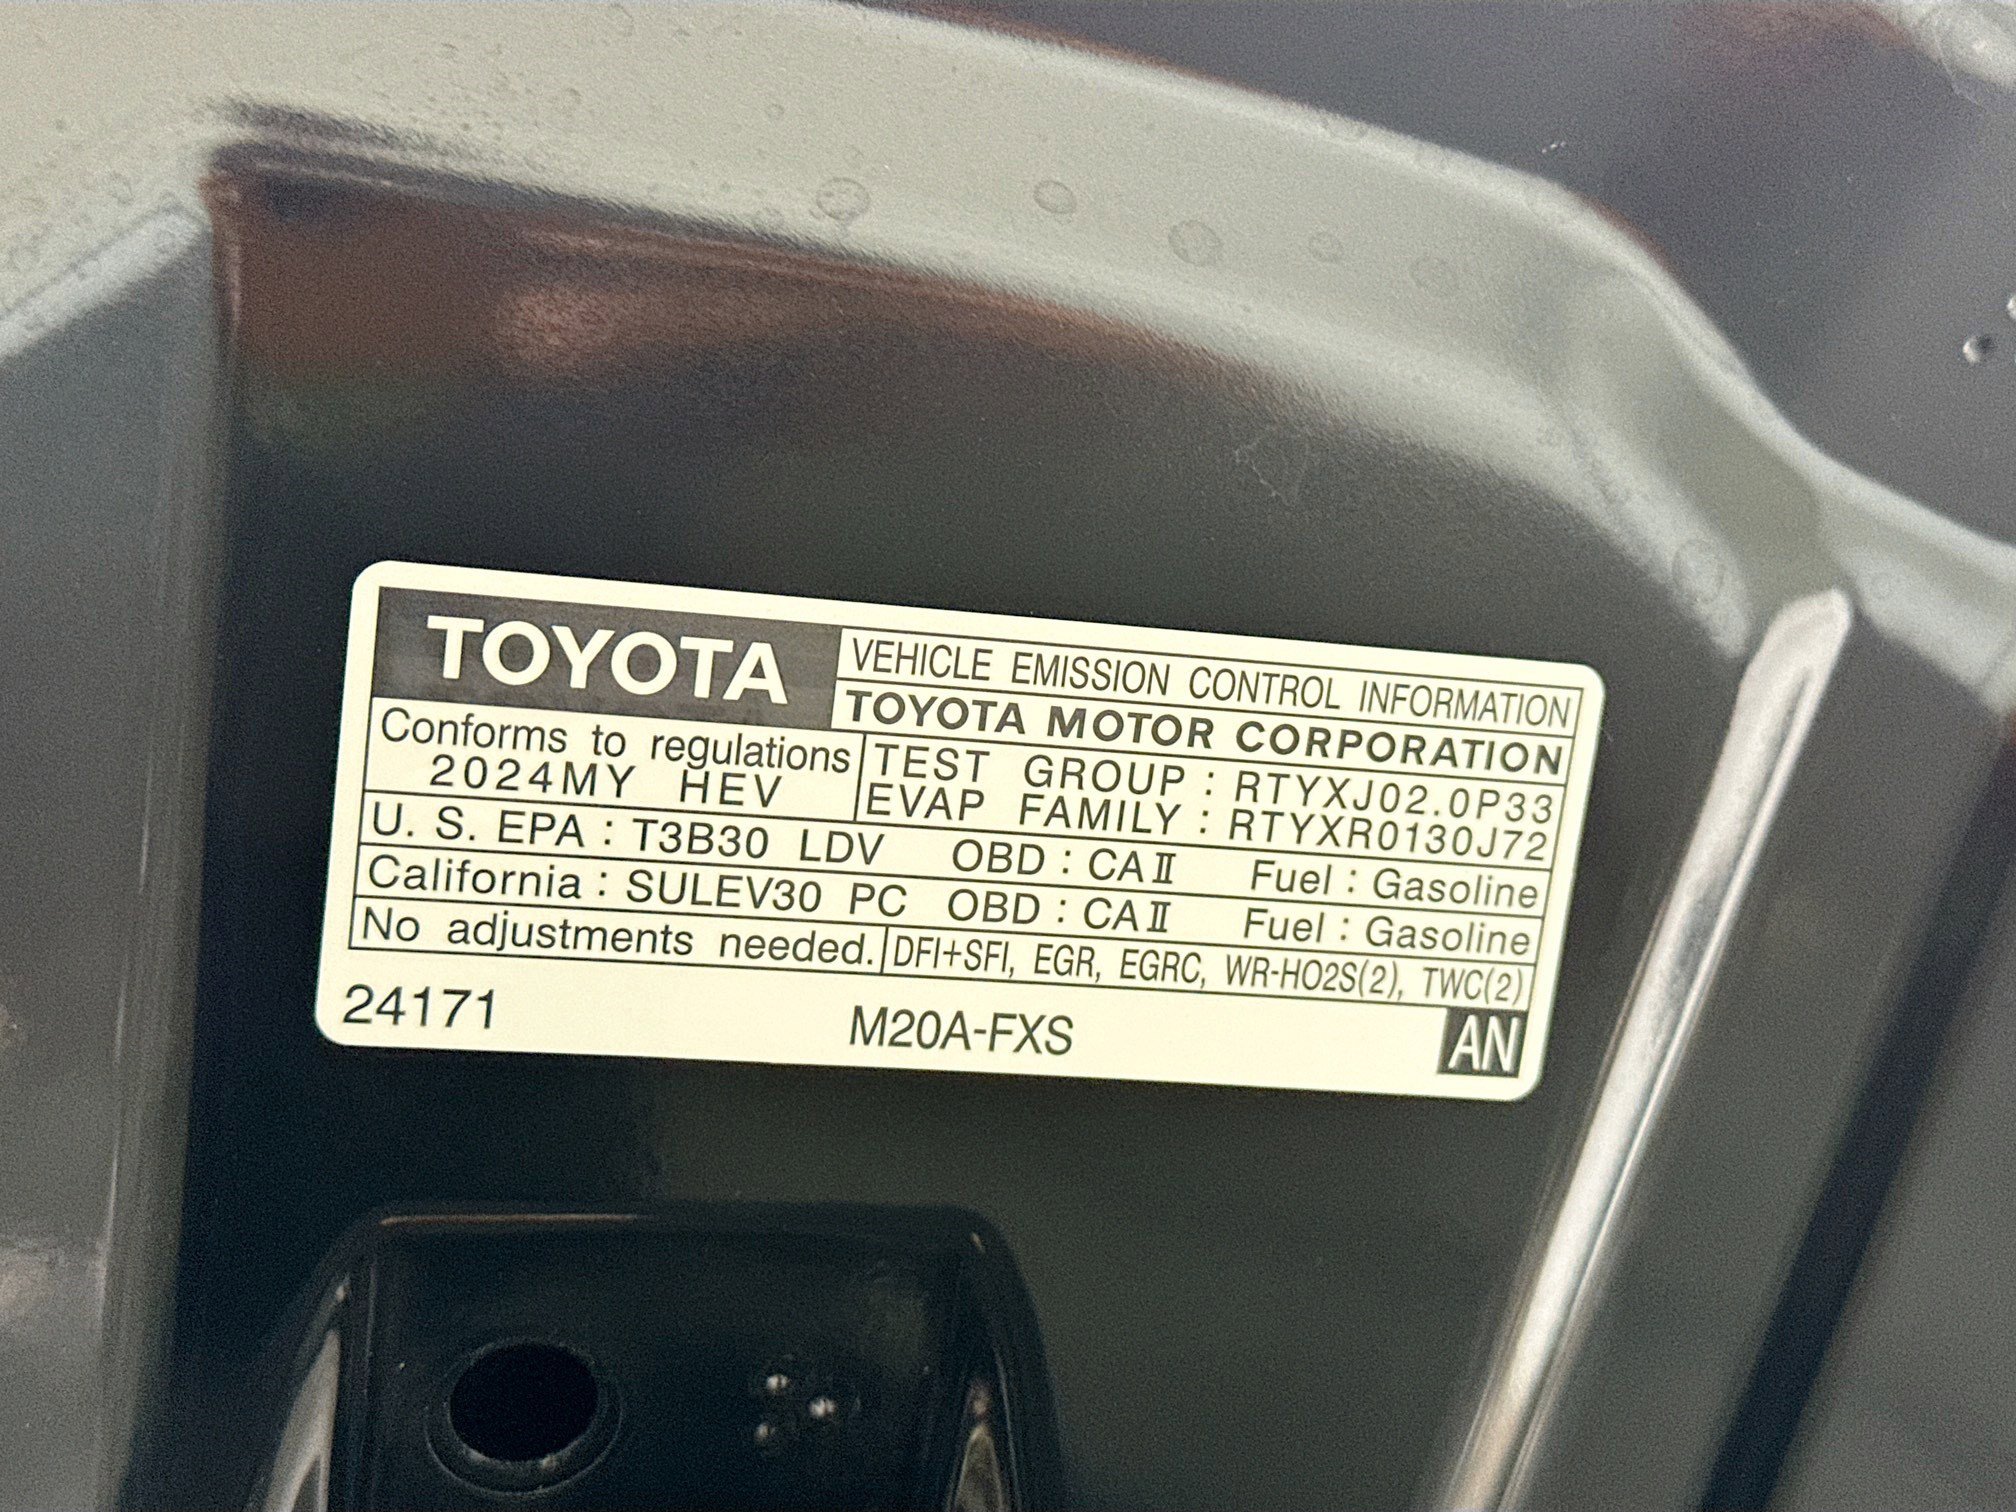 TOYOTA
VEHICLE EMISSION CONTROL INFORMATION
TOYOTA MOTOR CORPORATION
Conforms to regulations
2024MY HEV
TEST GROUP : RTYXJ02.0P33
EVAP FAMILY : RTYXR0130J72
U. S. EPA : T3B30 LDV OBD : CAⅡ Fuel : Gasoline
California : SULEV30 PC OBD : CAⅡ Fuel : Gasoline
No adjustments needed. DFI+SFI, EGR, EGRC, WR-HO2S(2), TWC(2)
24171 M20A-FXS AN